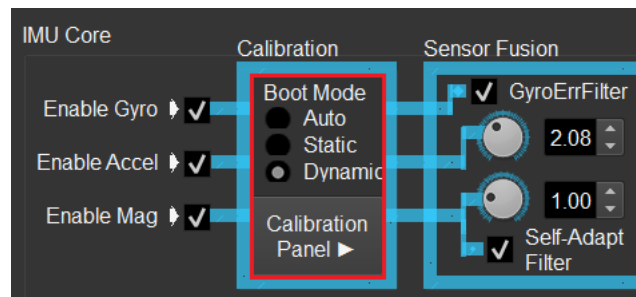 IMU Core
Calibration
Sensor Fusion
Enable Gyro
Enable Accel
Enable Mag
Boot Mode
Auto
Static
Dynamic
Calibration
Panel ►
GyroErrFilter
2.08
1.00
Self-Adapt
Filter